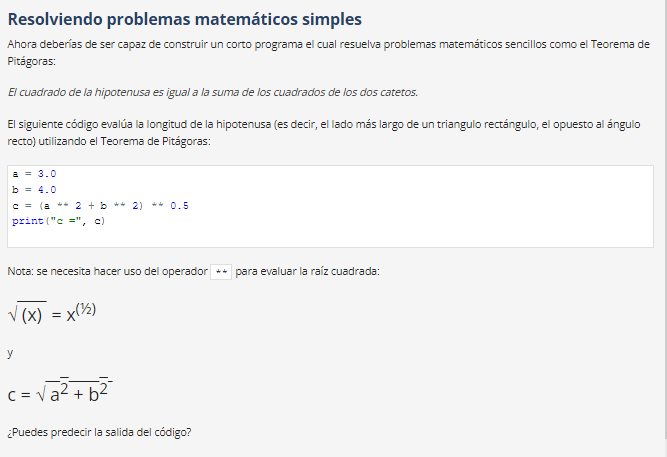 Resolviendo problemas matemáticos simples
Ahora deberías de ser capaz de construir un corto programa el cual resuelva problemas matemáticos sencillos como el Teorema de
Pitágoras:
El cuadrado de la hipotenusa es igual a la suma de los cuadrados de los dos catetos.
El siguiente código evalúa la longitud de la hipotenusa (es decir, el lado más largo de un triangulo rectángulo, el opuesto al ángulo
recto) utilizando el Teorema de Pitágoras:
a = 3.0
b = 4.0
c = (a ** 2 + b ** 2) ** 0.5
print("c =", c)
Nota: se necesita hacer uso del operador ** para evaluar la raíz cuadrada:
√(x) = x(½)
y
c = √a2 + b2
¿Puedes predecir la salida del código?